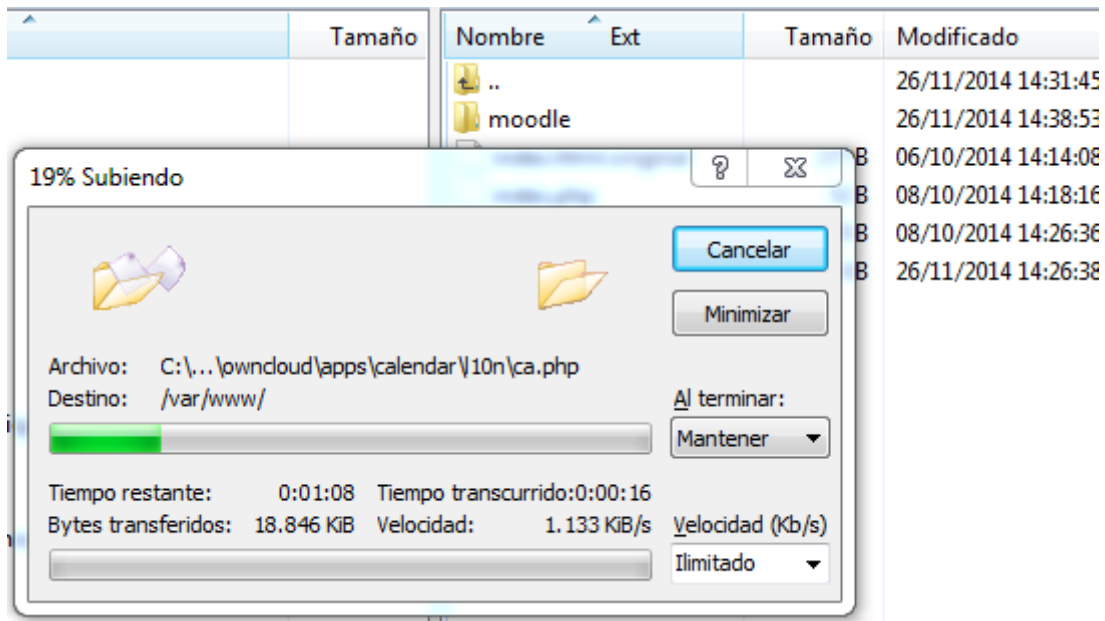 Tamaño Nombre Ext Tamaño Modificado
.. 26/11/2014 14:31:45
moodle 26/11/2014 14:38:53
B 06/10/2014 14:14:08
B 08/10/2014 14:18:16
B 08/10/2014 14:26:36
B 26/11/2014 14:26:38
19% Subiendo
Cancelar
Minimizar
Archivo: C:\...\owncloud\apps\calendar\l10n\ca.php
Destino: /var/www/
Al terminar:
Mantener
Tiempo restante: 0:01:08 Tiempo transcurrido:0:00:16
Bytes transferidos: 18.846 KiB Velocidad: 1.133 KiB/s
Velocidad (Kb/s)
Ilimitado